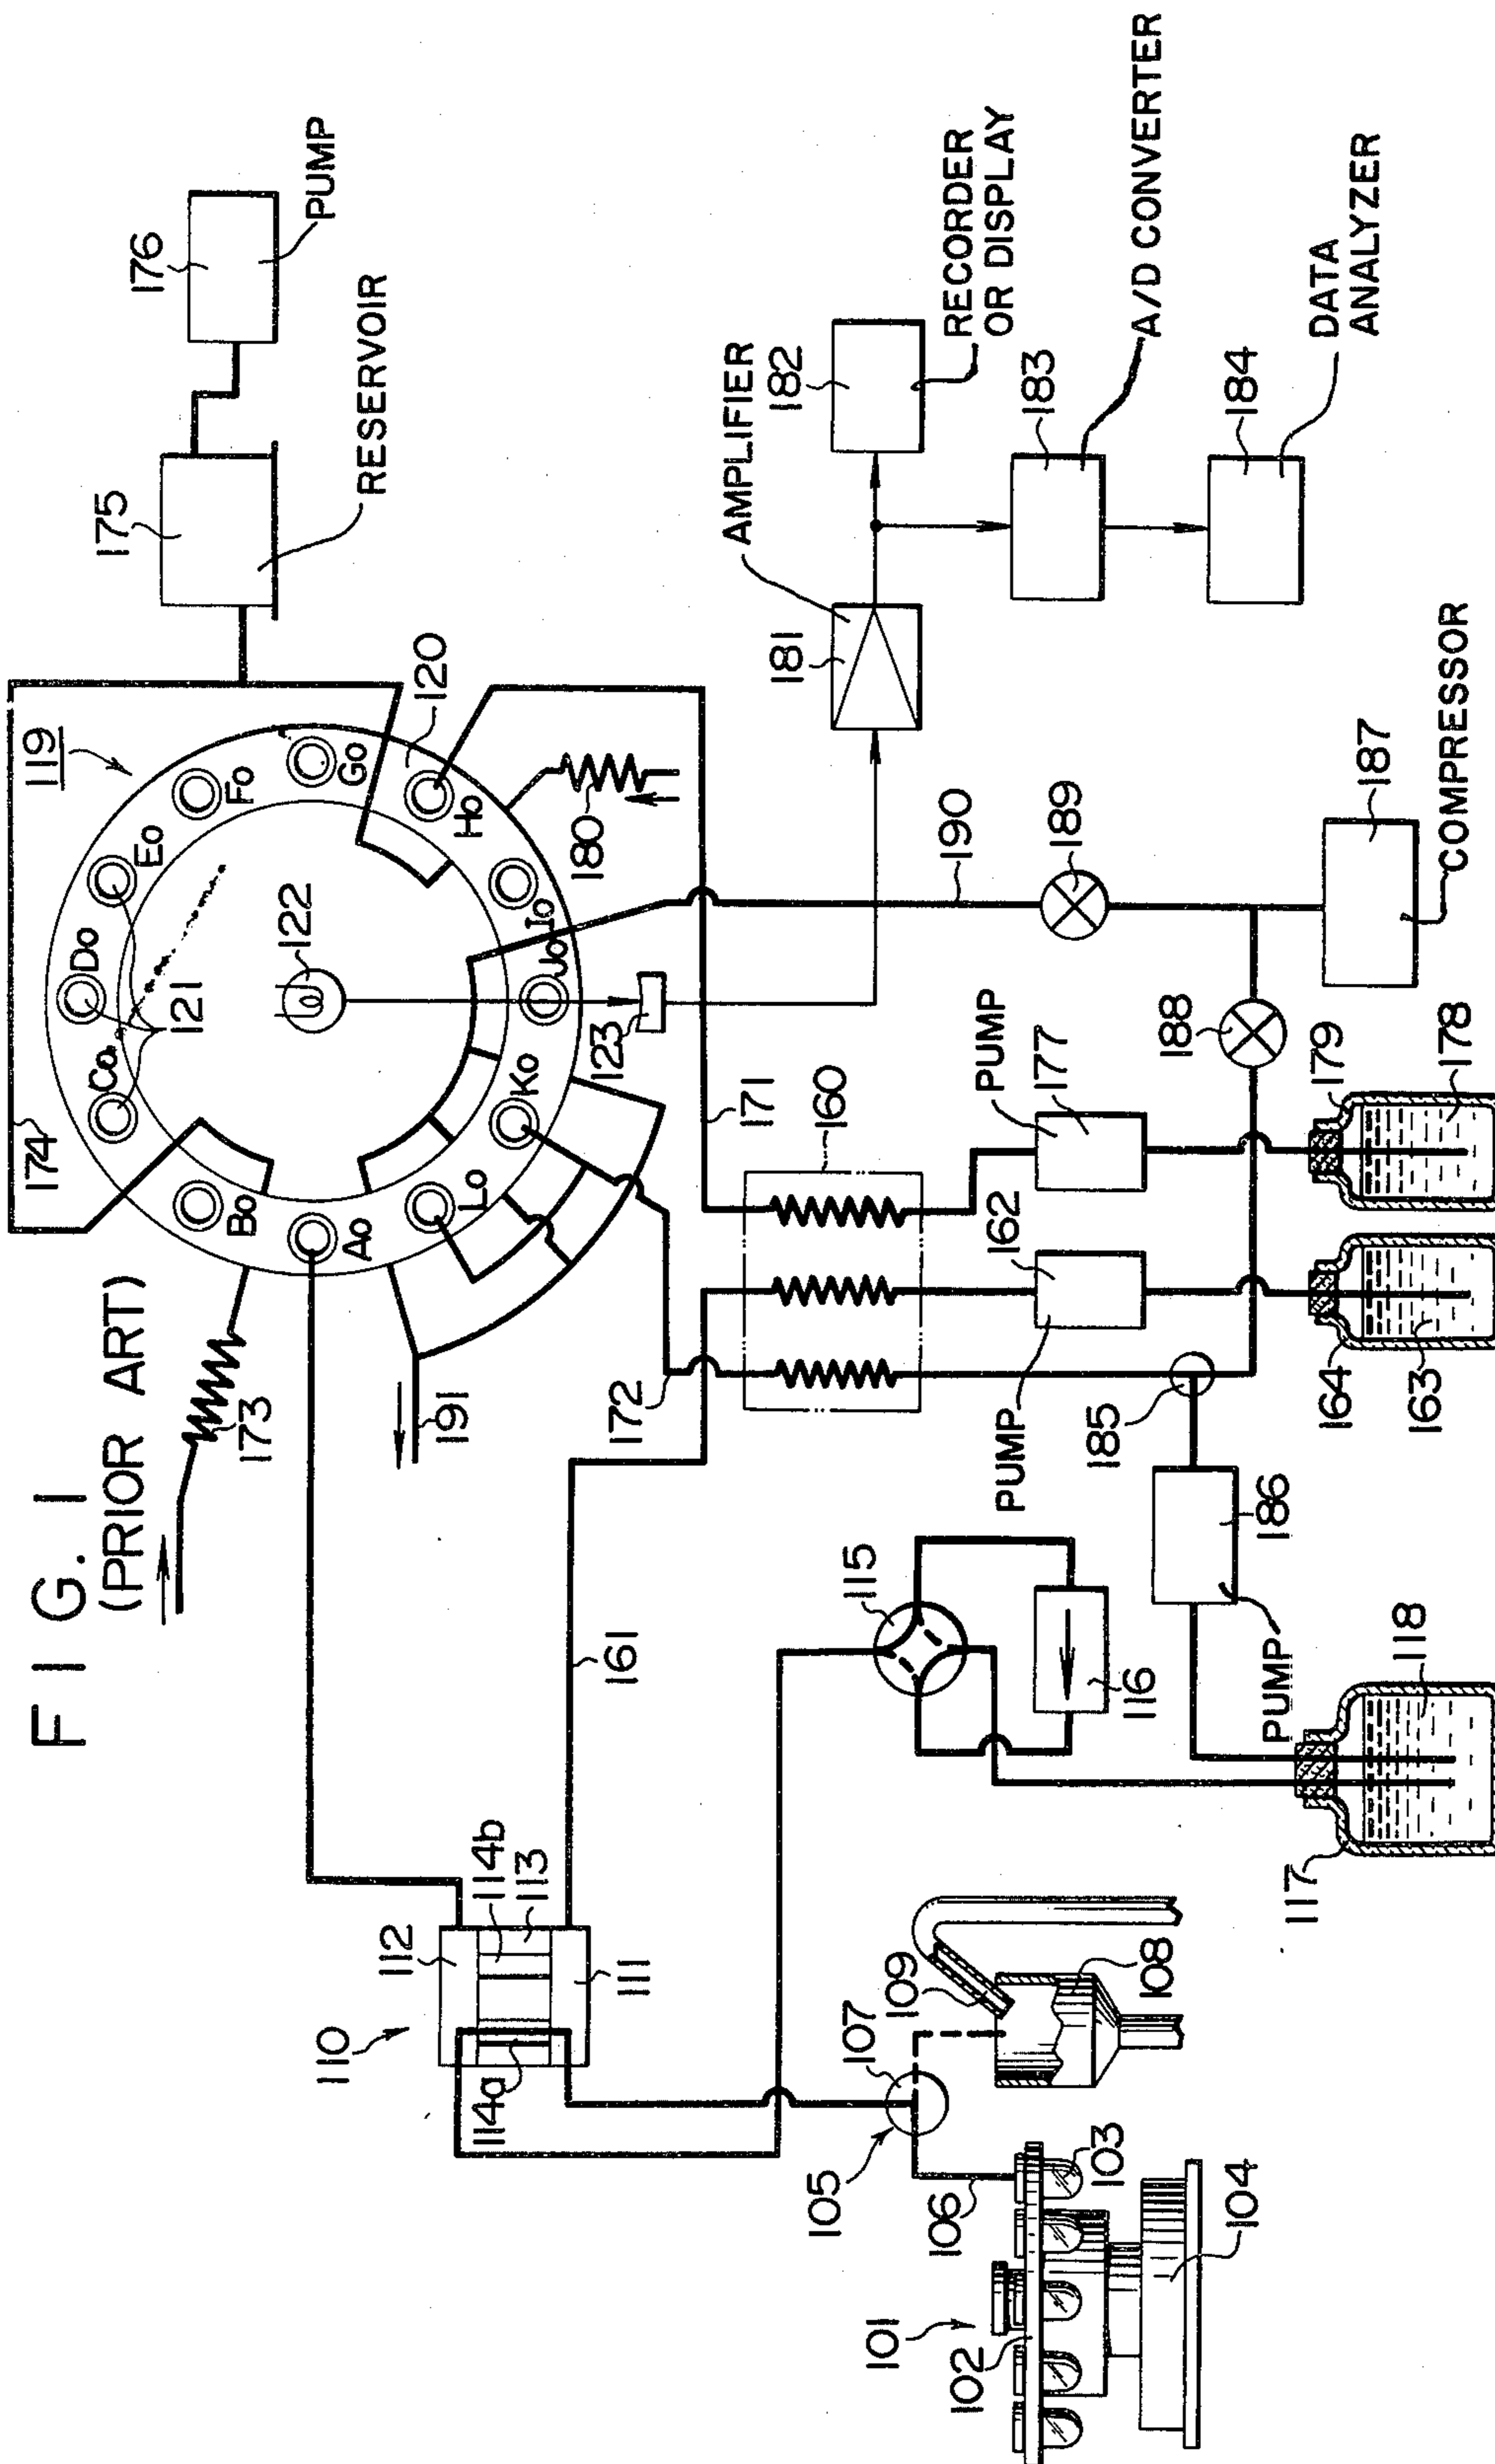 FIG. 1
(PRIOR ART)
101
102
103
104
105
106
107
108
109
110
111
112
113
114a
114b
115
116
117
118
PUMP
186
185
161
172
191
173
174
119
120
121
122
123
Ao
Bo
Co
Do
Eo
Fo
Go
Ho
Io
Jo
Ko
Lo
180
171
160
PUMP
162
PUMP
177
163
164
178
179
188
189
190
187
COMPRESSOR
175
RESERVOIR
176
PUMP
181
AMPLIFIER
182
RECORDER
OR DISPLAY
183
A/D CONVERTER
184
DATA
ANALYZER